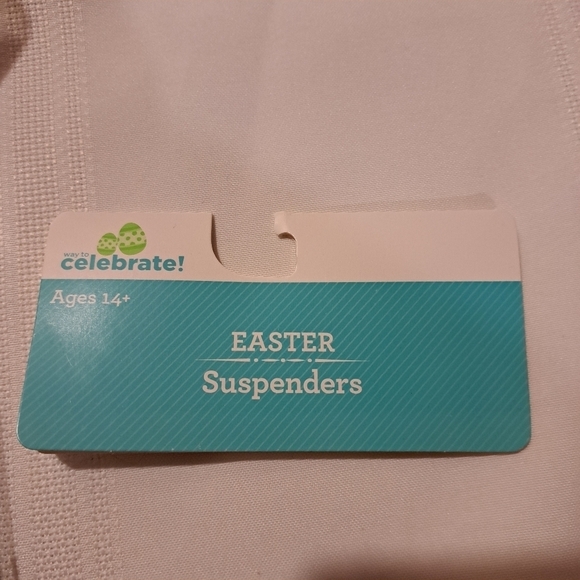 way to
celebrate!
Ages 14+
EASTER
Suspenders